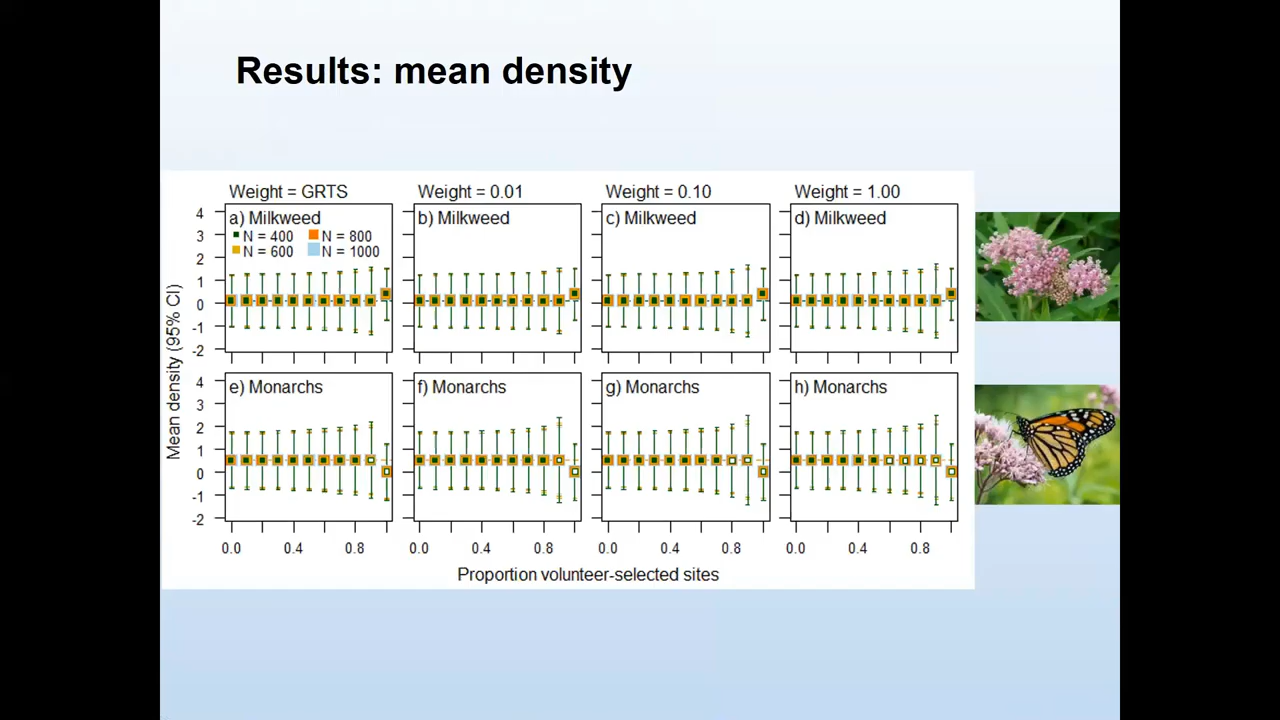 Results: mean density
Weight = GRTS
Weight = 0.01
Weight = 0.10
Weight = 1.00
Mean density (95% CI)
4
3
2
1
0
-1
-2
a) Milkweed
N = 400
N = 800
N = 600
N = 1000
b) Milkweed
c) Milkweed
d) Milkweed
4
3
2
1
0
-1
-2
e) Monarchs
f) Monarchs
g) Monarchs
h) Monarchs
0.0 0.4 0.8
0.0 0.4 0.8
0.0 0.4 0.8
0.0 0.4 0.8
Proportion volunteer-selected sites